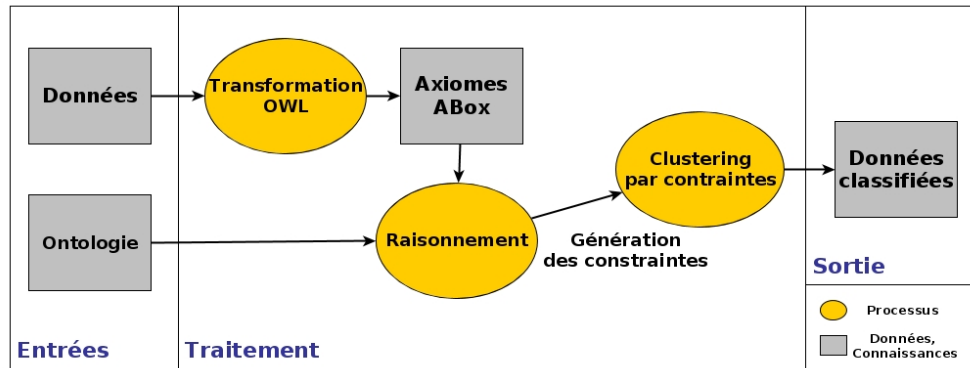 Données
Transformation
OWL
Axiomes
ABox
Clustering
par contraintes
Données
classifiées
Ontologie
Raisonnement
Génération
des constraintes
Sortie
Processus
Données,
Connaissances
Entrées
Traitement